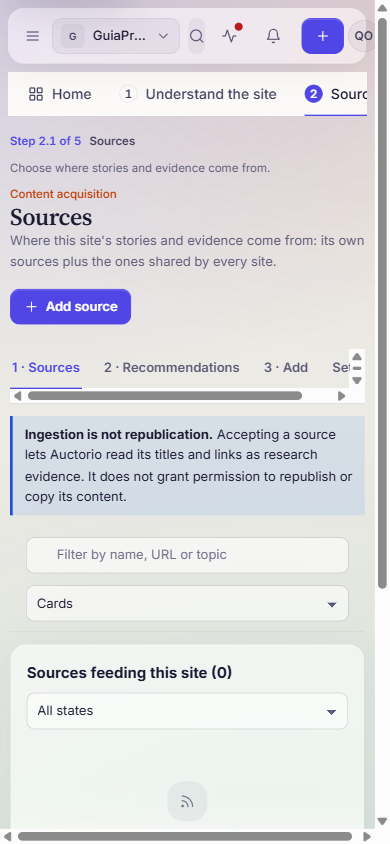 G GuiaPr... QO
Home 1 Understand the site 2 Sourc
Step 2.1 of 5 Sources
Choose where stories and evidence come from.
Content acquisition
Sources
Where this site's stories and evidence come from: its own
sources plus the ones shared by every site.
Add source
1 · Sources 2 · Recommendations 3 · Add Set
Ingestion is not republication. Accepting a source
lets Auctorio read its titles and links as research
evidence. It does not grant permission to republish or
copy its content.
Filter by name, URL or topic
Cards
Sources feeding this site (0)
All states